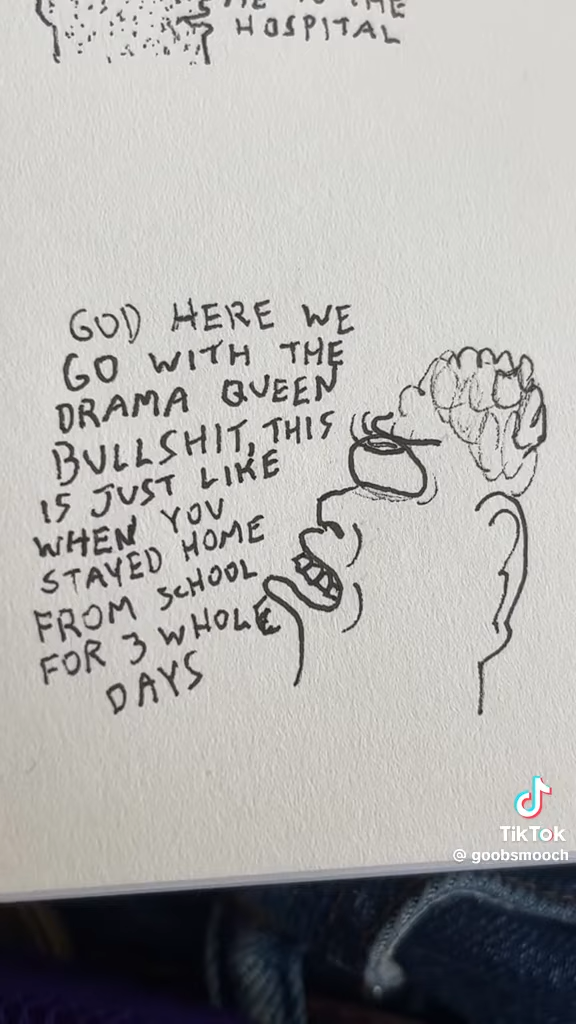 THE
HOSPITAL
GOD HERE WE
GO WITH THE
DRAMA QUEEN
BULLSHIT, THIS
IS JUST LIKE
WHEN YOU
STAYED HOME
FROM SCHOOL
FOR 3 WHOLE
DAYS
TikTok
@ goobsmooch